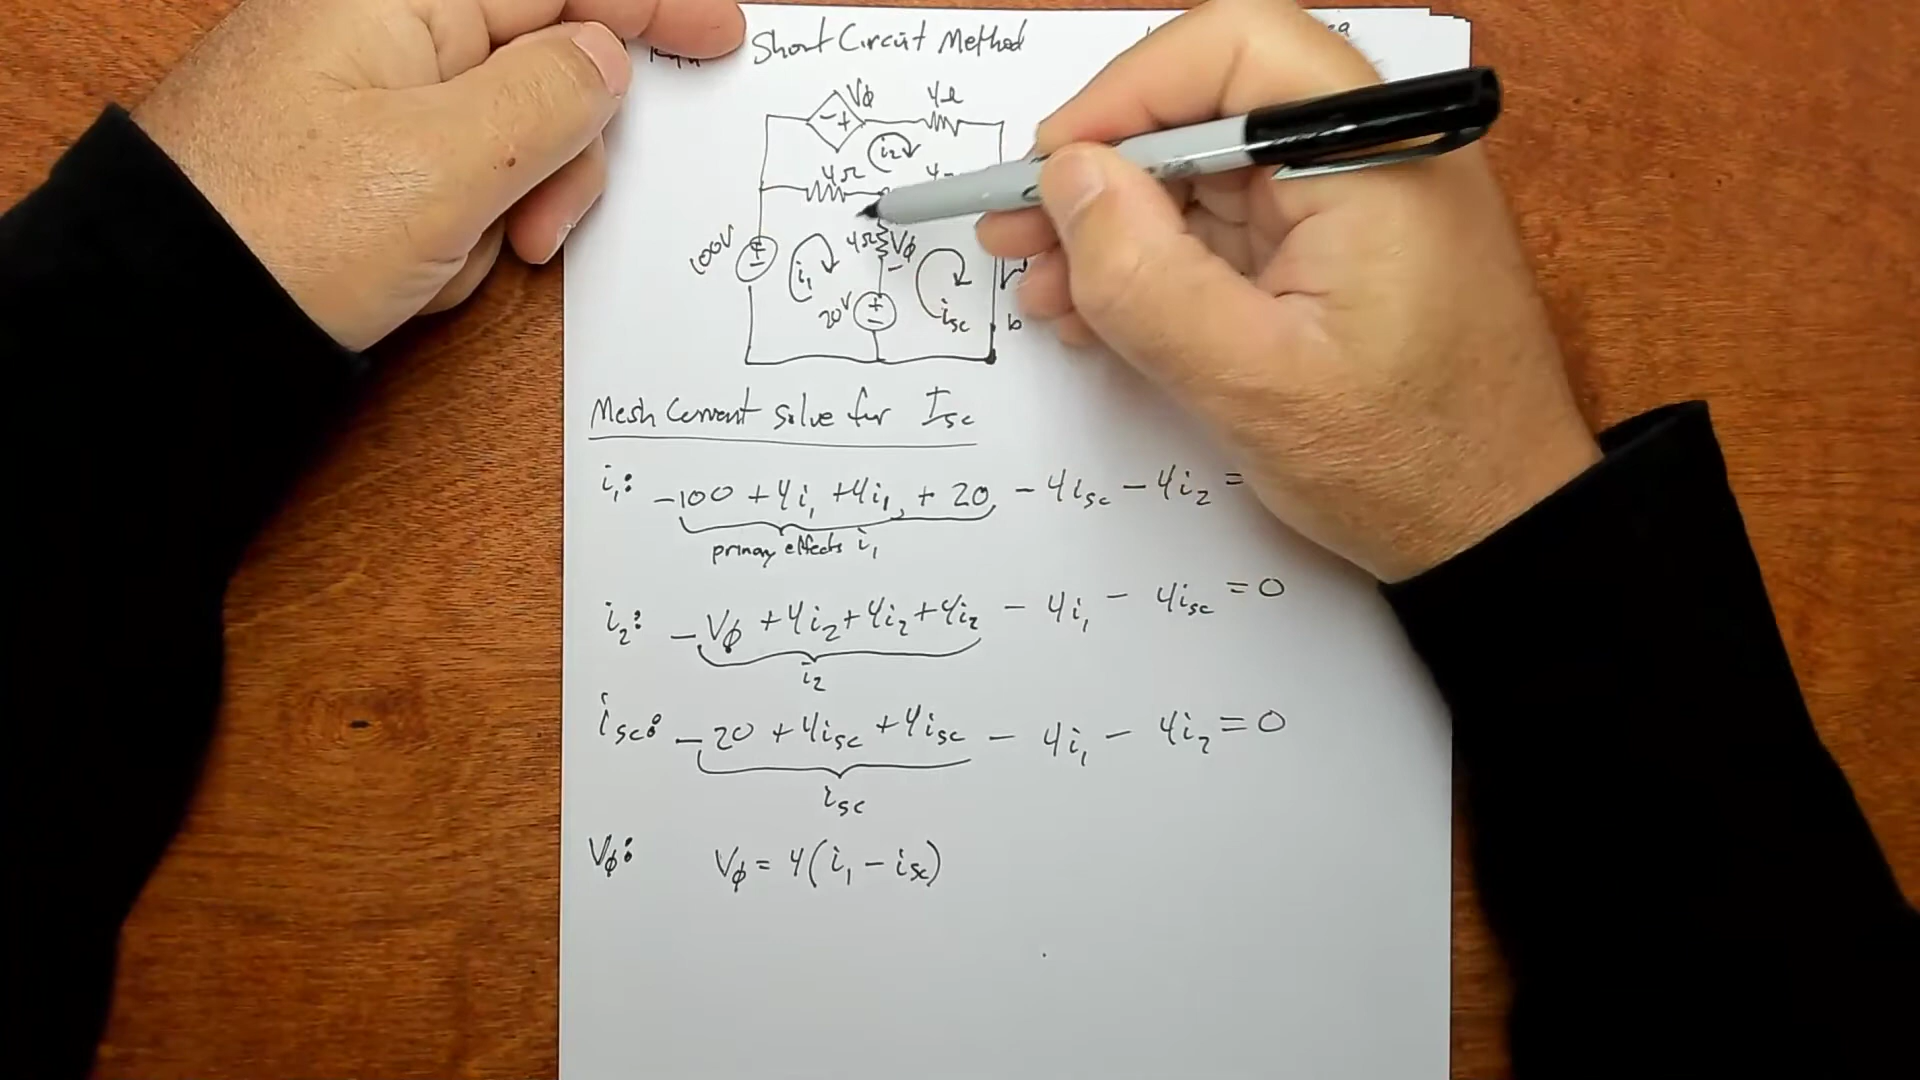 Short Circuit Method
Vφ 4Ω
- +
i₂
4Ω
100V + -
i₁
4Ω Vφ
-
20V + -
isc
b
Mesh Current solve for Isc
i₁: -100 + 4i₁ + 4i₁ + 20 - 4isc - 4i₂ =
primary effects i₁
i₂: - Vφ + 4i₂ + 4i₂ + 4i₂ - 4i₁ - 4isc = 0
i₂
isc: - 20 + 4isc + 4isc - 4i₁ - 4i₂ = 0
isc
Vφ: Vφ = 4(i₁ - isc)